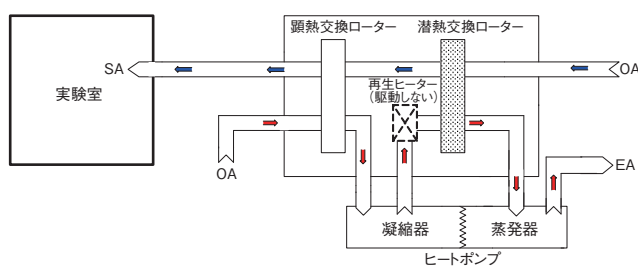 顕熱交換ローター
潜熱交換ローター
SA
OA
実験室
再生ヒーター
(駆動しない)
OA
EA
凝縮器
蒸発器
ヒートポンプ